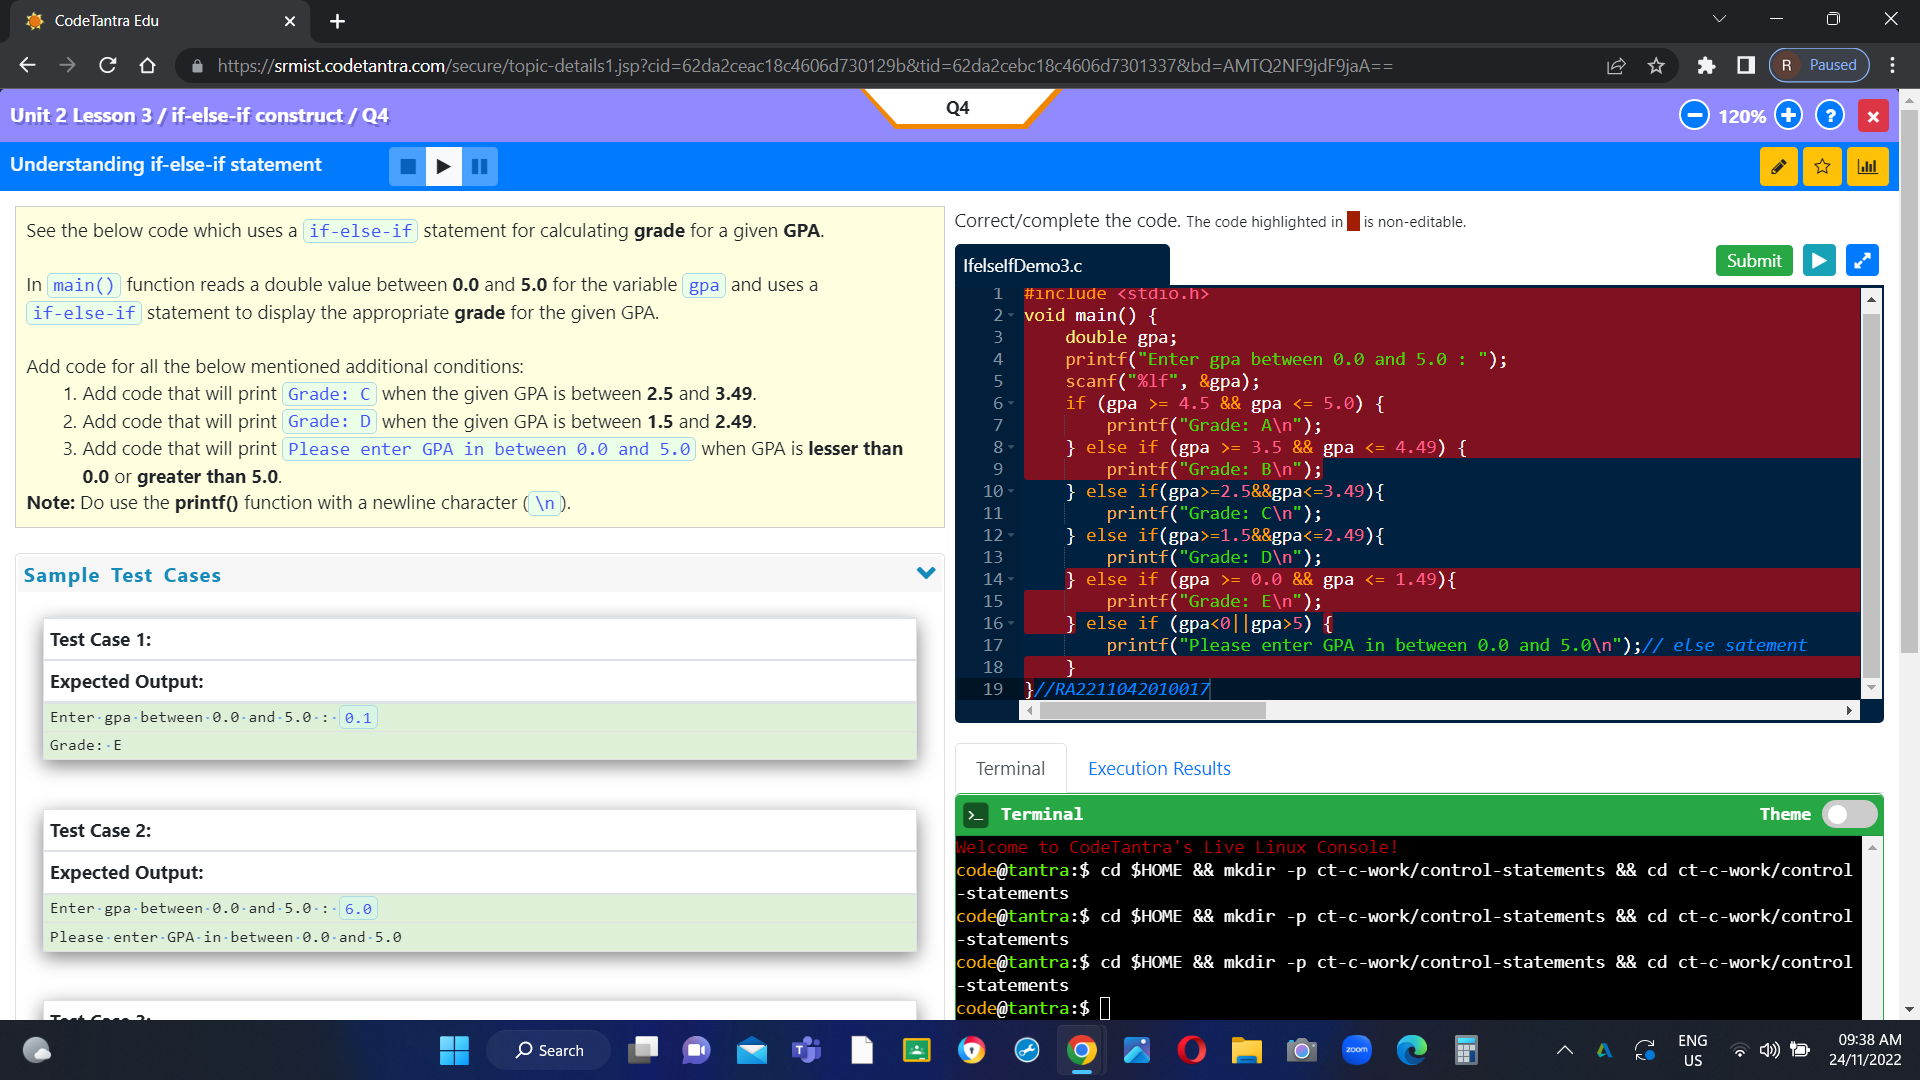 CodeTantra Edu
https://srmist.codetantra.com/secure/topic-details1.jsp?cid=62da2ceac18c4606d730129b&tid=62da2cebc18c4606d7301337&bd=AMTQ2NF9jdF9jaA==
R Paused
Unit 2 Lesson 3 / if-else-if construct / Q4
Q4
120%
?
Understanding if-else-if statement
See the below code which uses a if-else-if statement for calculating grade for a given GPA.
In main() function reads a double value between 0.0 and 5.0 for the variable gpa and uses a
if-else-if statement to display the appropriate grade for the given GPA.
Add code for all the below mentioned additional conditions:
1. Add code that will print Grade: C when the given GPA is between 2.5 and 3.49.
2. Add code that will print Grade: D when the given GPA is between 1.5 and 2.49.
3. Add code that will print Please enter GPA in between 0.0 and 5.0 when GPA is lesser than
0.0 or greater than 5.0.
Note: Do use the printf() function with a newline character ( \n ).
Sample Test Cases
Test Case 1:
Expected Output:
Enter·gpa·between·0.0·and·5.0·:· 0.1
Grade:·E
Test Case 2:
Expected Output:
Enter·gpa·between·0.0·and·5.0·:· 6.0
Please·enter·GPA·in·between·0.0·and·5.0
Test Case 3:
Correct/complete the code. The code highlighted in is non-editable.
IfelseIfDemo3.c
Submit
1 #include <stdio.h>
2 void main() {
3 double gpa;
4 printf("Enter gpa between 0.0 and 5.0 : ");
5 scanf("%lf", &gpa);
6 if (gpa >= 4.5 && gpa <= 5.0) {
7 printf("Grade: A\n");
8 } else if (gpa >= 3.5 && gpa <= 4.49) {
9 printf("Grade: B\n");
10 } else if(gpa>=2.5&&gpa<=3.49){
11 printf("Grade: C\n");
12 } else if(gpa>=1.5&&gpa<=2.49){
13 printf("Grade: D\n");
14 } else if (gpa >= 0.0 && gpa <= 1.49){
15 printf("Grade: E\n");
16 } else if (gpa<0||gpa>5) {
17 printf("Please enter GPA in between 0.0 and 5.0\n");// else satement
18 }
19 }//RA2211042010017
Terminal
Execution Results
>_ Terminal
Theme
Welcome to CodeTantra's Live Linux Console!
code@tantra:$ cd $HOME && mkdir -p ct-c-work/control-statements && cd ct-c-work/control
-statements
code@tantra:$ cd $HOME && mkdir -p ct-c-work/control-statements && cd ct-c-work/control
-statements
code@tantra:$ cd $HOME && mkdir -p ct-c-work/control-statements && cd ct-c-work/control
-statements
code@tantra:$
Search
zoom
ENG
US
09:38 AM
24/11/2022